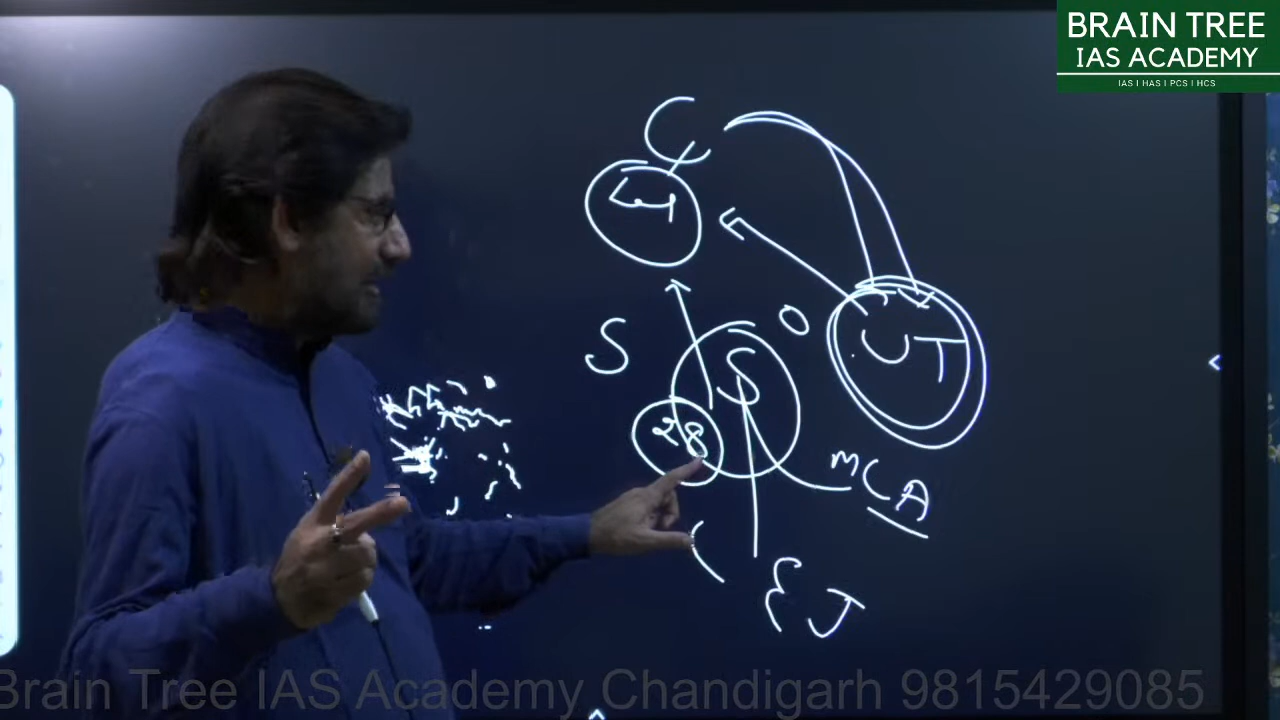 BRAIN TREE
IAS ACADEMY
IAS I HAS I PCS I HCS
C
S
S
O
UT
28
MCA
E J
Brain Tree IAS Academy Chandigarh 9815429085